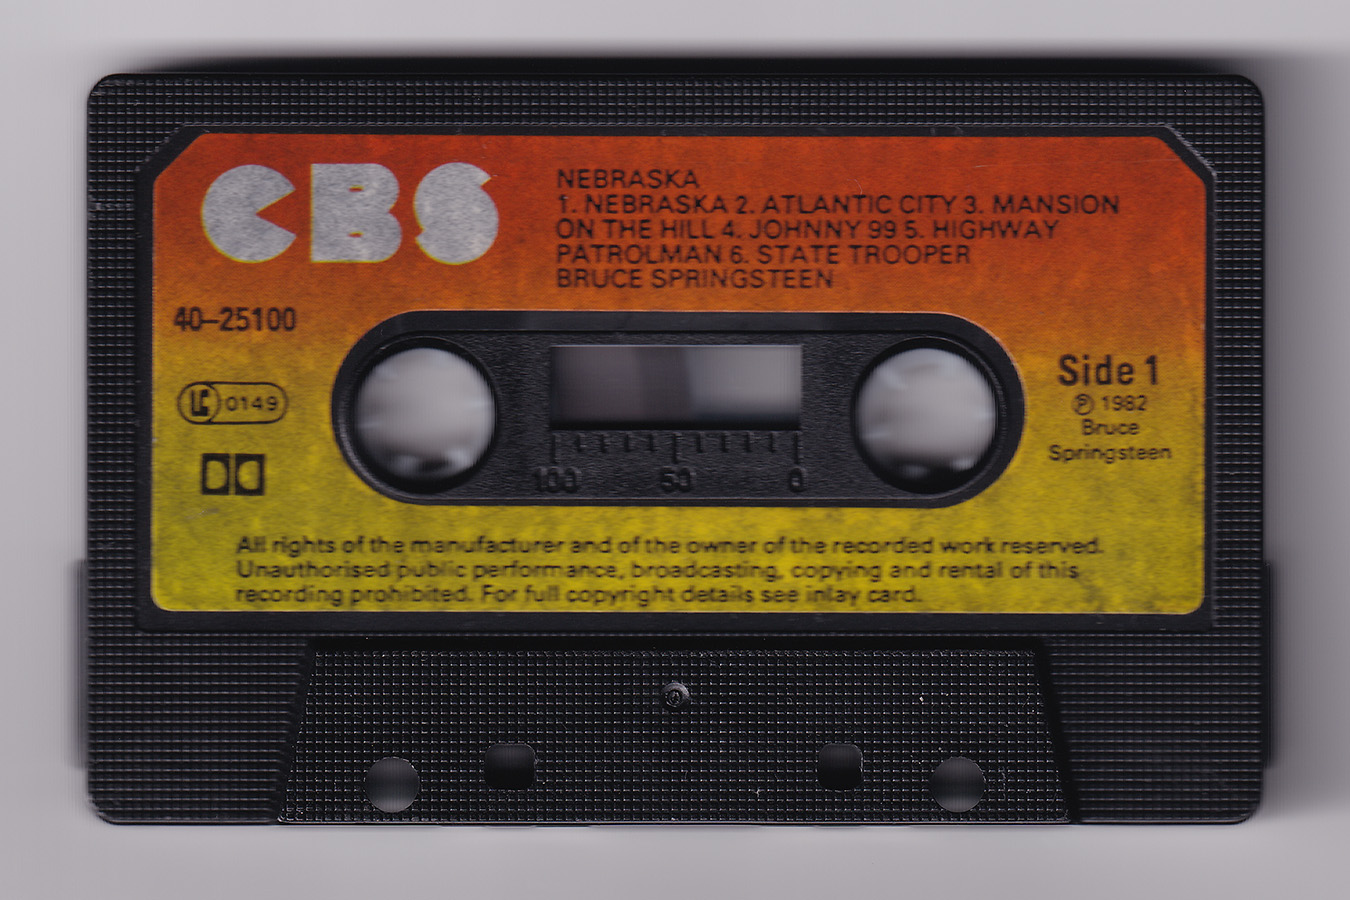 CBS
NEBRASKA
1. NEBRASKA 2. ATLANTIC CITY 3. MANSION
ON THE HILL 4. JOHNNY 99 5. HIGHWAY
PATROLMAN 6. STATE TROOPER
BRUCE SPRINGSTEEN
40–25100
LC 0149
Side 1
℗ 1982
Bruce
Springsteen
100 50 0
All rights of the manufacturer and of the owner of the recorded work reserved.
Unauthorised public performance, broadcasting, copying and rental of this
recording prohibited. For full copyright details see inlay card.